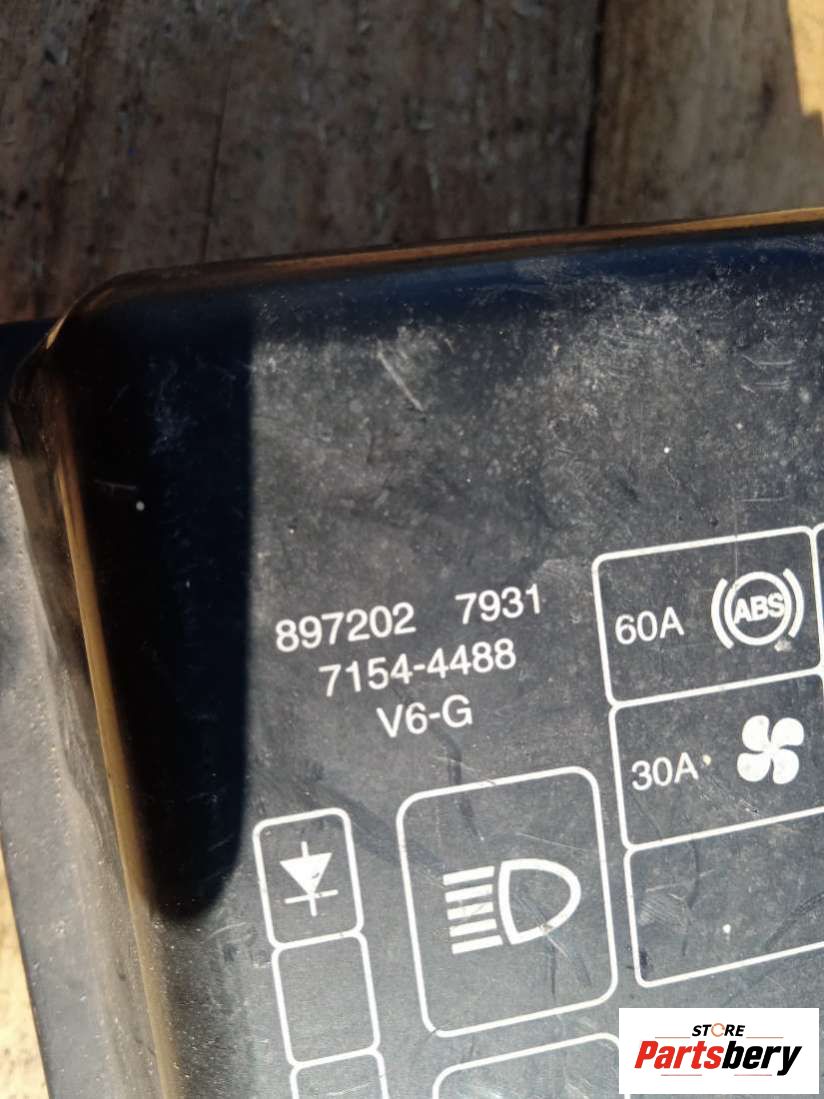 897202 7931
7154-4488
V6-G
60A ABS
30A
STORE
Partsbery